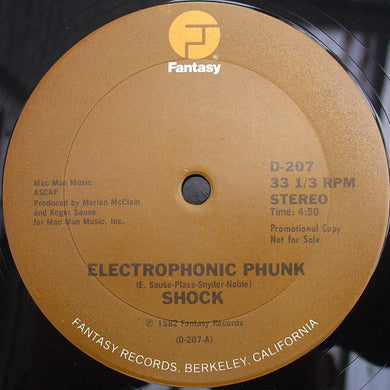 Fantasy®
D-207
33 1/3 RPM
STEREO
Time: 4:50
Promotional Copy
Not for Sale
Mac Man Music
ASCAP
Produced by Marlon McClain
and Roger Sause
for Mac Man Music, Inc.
ELECTROPHONIC PHUNK
(E. Sause-Plass-Snyder-Noble)
SHOCK
℗ 1982 Fantasy Records
(D-207-A)
FANTASY RECORDS, BERKELEY, CALIFORNIA